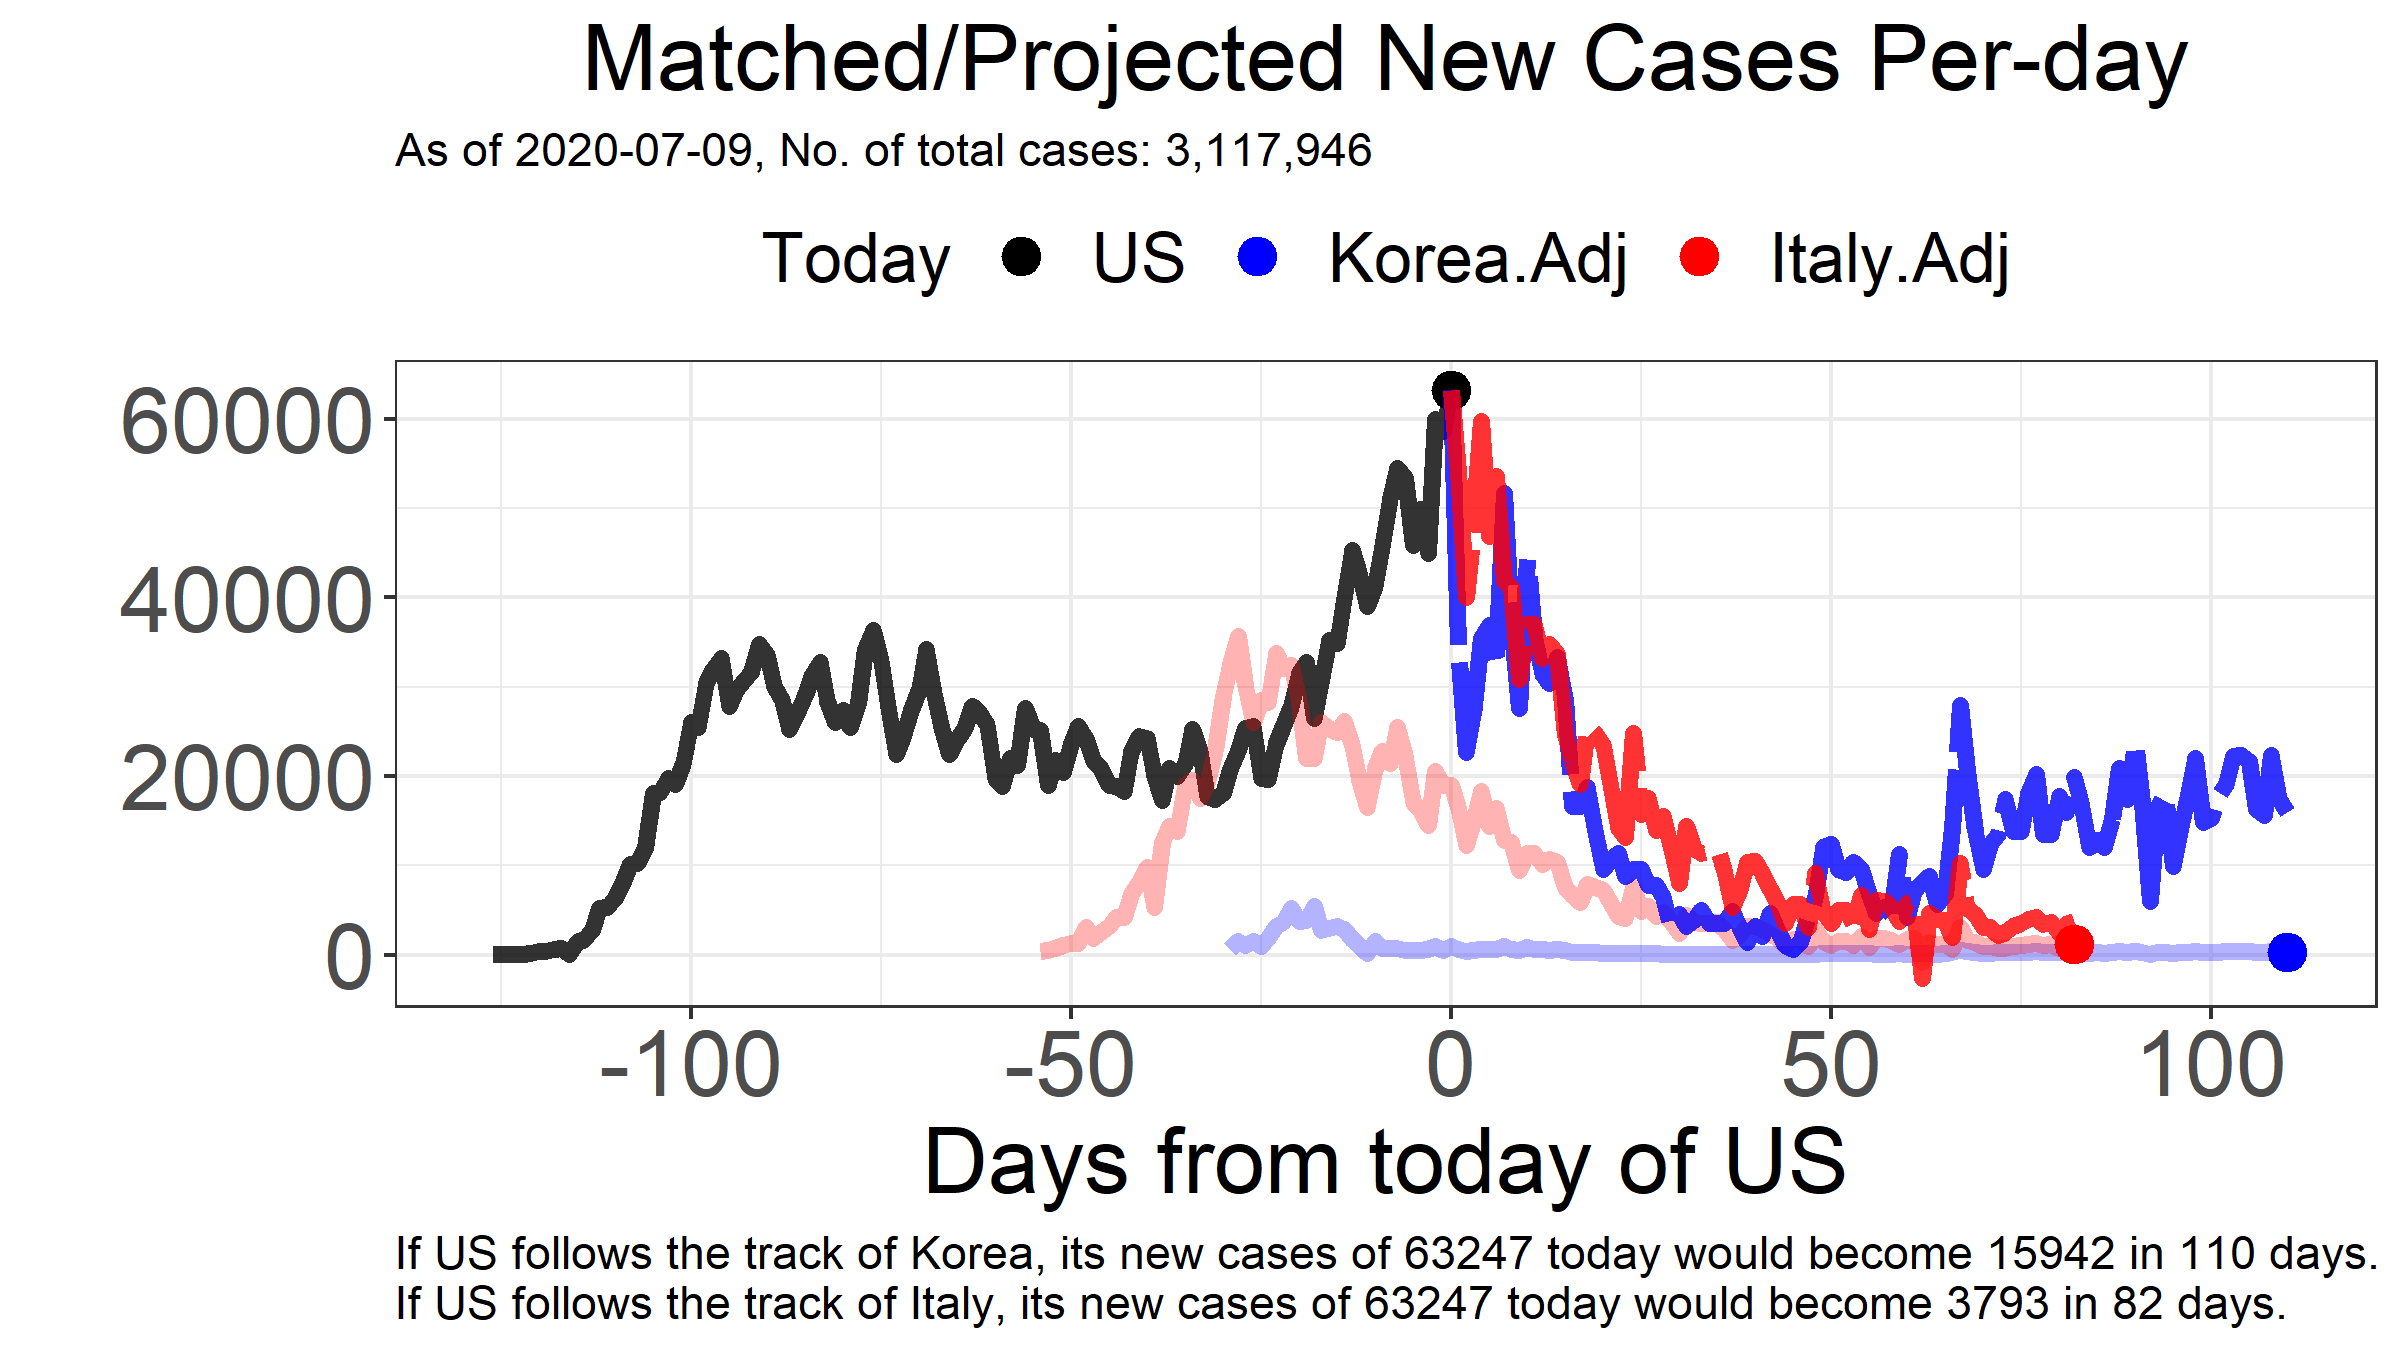 Matched/Projected New Cases Per-day
As of 2020-07-09, No. of total cases: 3,117,946
Today US Korea.Adj Italy.Adj
60000
40000
20000
0
-100 -50 0 50 100
Days from today of US
If US follows the track of Korea, its new cases of 63247 today would become 15942 in 110 days.
If US follows the track of Italy, its new cases of 63247 today would become 3793 in 82 days.